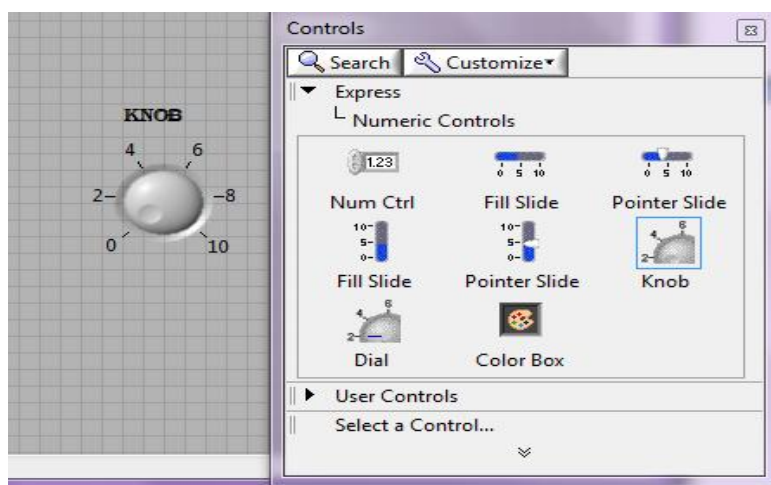 KNOB
4 6
2 8
0 10
Controls
Search Customize
Express
Numeric Controls
1.23
0 5 10
0 5 10
Num Ctrl Fill Slide Pointer Slide
10
5
0
10
5
0
2 4 6
Fill Slide Pointer Slide Knob
2 4 6
Dial Color Box
User Controls
Select a Control...